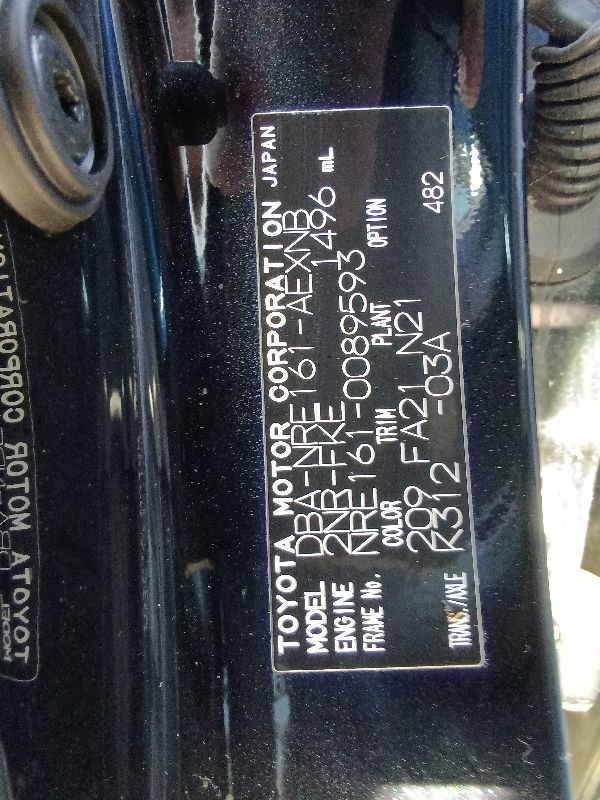 TOYOTA MOTOR CORPORATION JAPAN
MODEL DBA-NRE161-AEXNB
ENGINE 2NR-FKE 1496 mL
FRAME No. NRE161-0089593
COLOR TRIM PLANT OPTION
209 FA21 N21 482
TRANS./AXLE K312 -03A